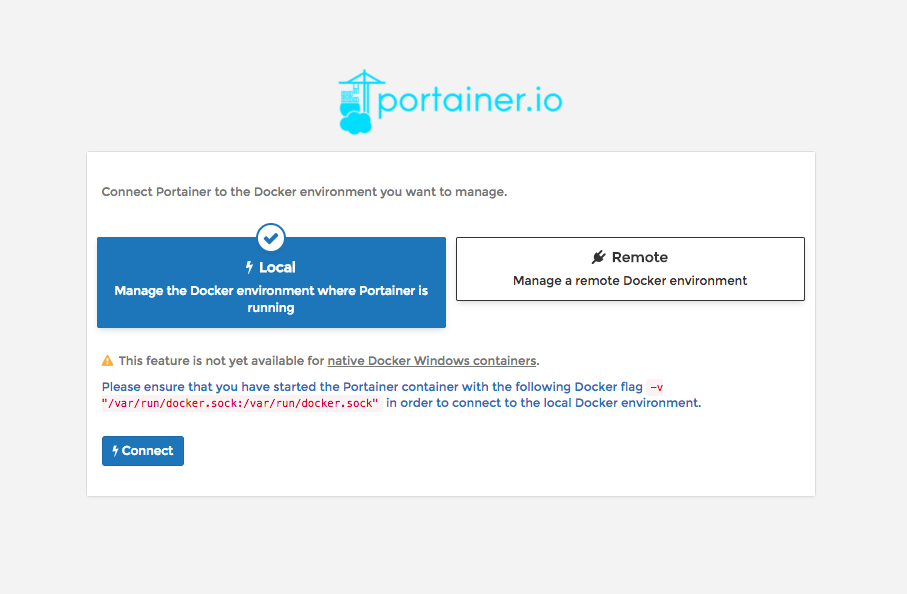 portainer.io
Connect Portainer to the Docker environment you want to manage.
Local
Manage the Docker environment where Portainer is
running
Remote
Manage a remote Docker environment
This feature is not yet available for native Docker Windows containers.
Please ensure that you have started the Portainer container with the following Docker flag -v
"/var/run/docker.sock:/var/run/docker.sock" in order to connect to the local Docker environment.
Connect